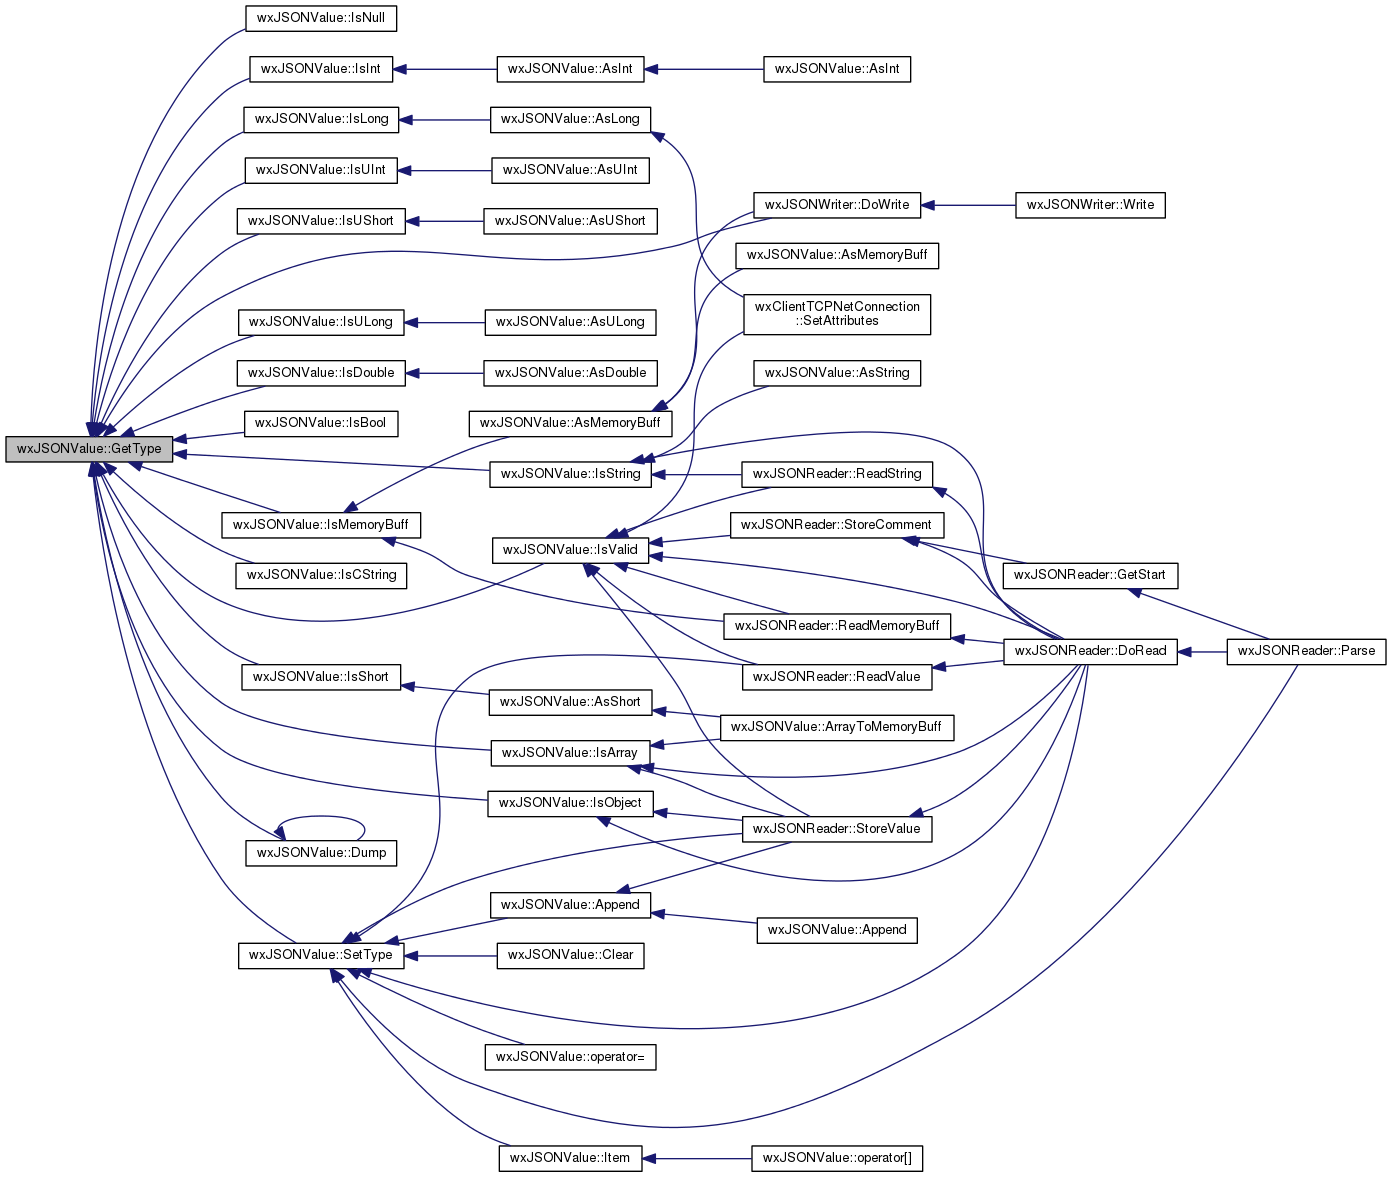 wxJSONValue::IsNull
wxJSONValue::IsInt
wxJSONValue::AsInt
wxJSONValue::AsInt
wxJSONValue::IsLong
wxJSONValue::AsLong
wxJSONValue::IsUInt
wxJSONValue::AsUInt
wxJSONWriter::DoWrite
wxJSONWriter::Write
wxJSONValue::IsUShort
wxJSONValue::AsUShort
wxJSONValue::AsMemoryBuff
wxClientTCPNetConnection
::SetAttributes
wxJSONValue::IsULong
wxJSONValue::AsULong
wxJSONValue::IsDouble
wxJSONValue::AsDouble
wxJSONValue::AsString
wxJSONValue::IsBool
wxJSONValue::AsMemoryBuff
wxJSONValue::GetType
wxJSONValue::IsString
wxJSONReader::ReadString
wxJSONValue::IsMemoryBuff
wxJSONReader::StoreComment
wxJSONValue::IsValid
wxJSONValue::IsCString
wxJSONReader::GetStart
wxJSONReader::ReadMemoryBuff
wxJSONReader::DoRead
wxJSONReader::Parse
wxJSONValue::IsShort
wxJSONReader::ReadValue
wxJSONValue::AsShort
wxJSONValue::ArrayToMemoryBuff
wxJSONValue::IsArray
wxJSONValue::IsObject
wxJSONReader::StoreValue
wxJSONValue::Dump
wxJSONValue::Append
wxJSONValue::Append
wxJSONValue::SetType
wxJSONValue::Clear
wxJSONValue::operator=
wxJSONValue::Item
wxJSONValue::operator[]